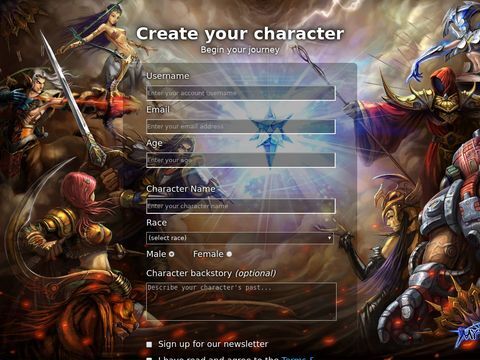 Create your character
Begin your journey
Username
Enter your account username
Email
Enter your email address
Age
Enter your age
Character Name
Enter your character name
Race
(select race)
Male Female
Character backstory (optional)
Describe your character's past...
Sign up for our newsletter
I have read and agree to the Terms